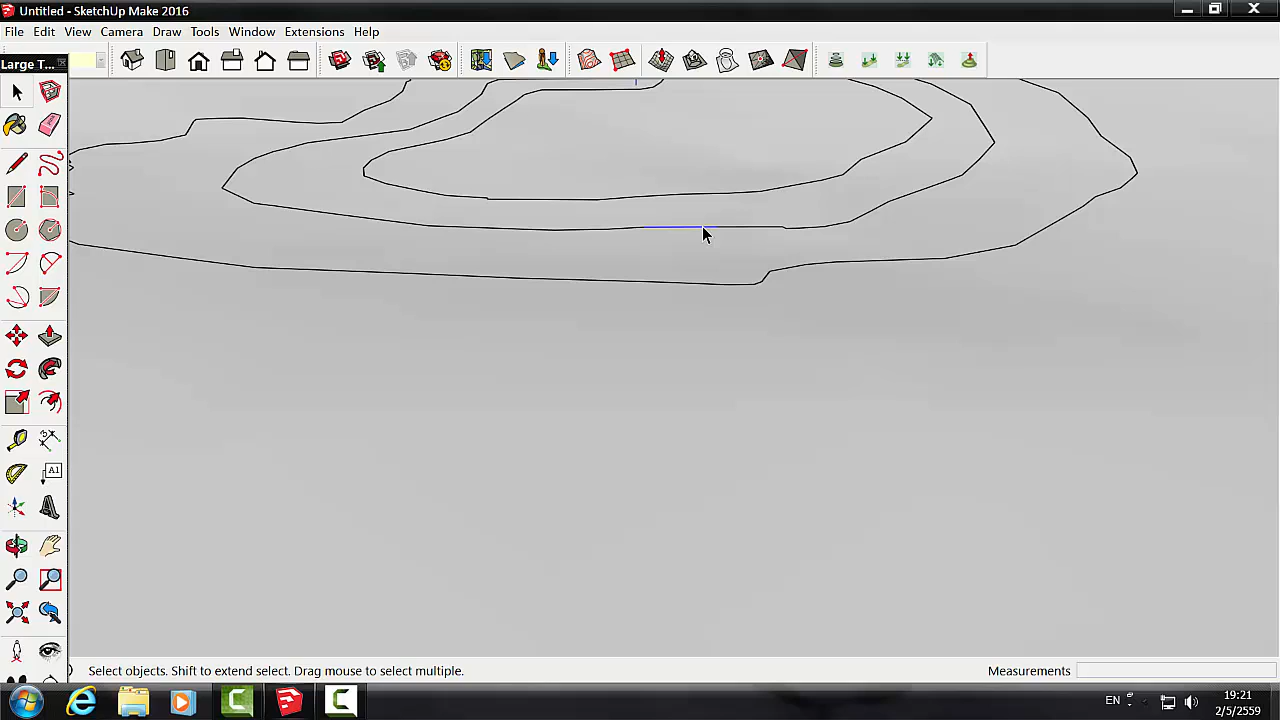 Untitled - SketchUp Make 2016
File Edit View Camera Draw Tools Window Extensions Help
Large T...
A1
Select objects. Shift to extend select. Drag mouse to select multiple.
Measurements
EN
19:21
2/5/2559